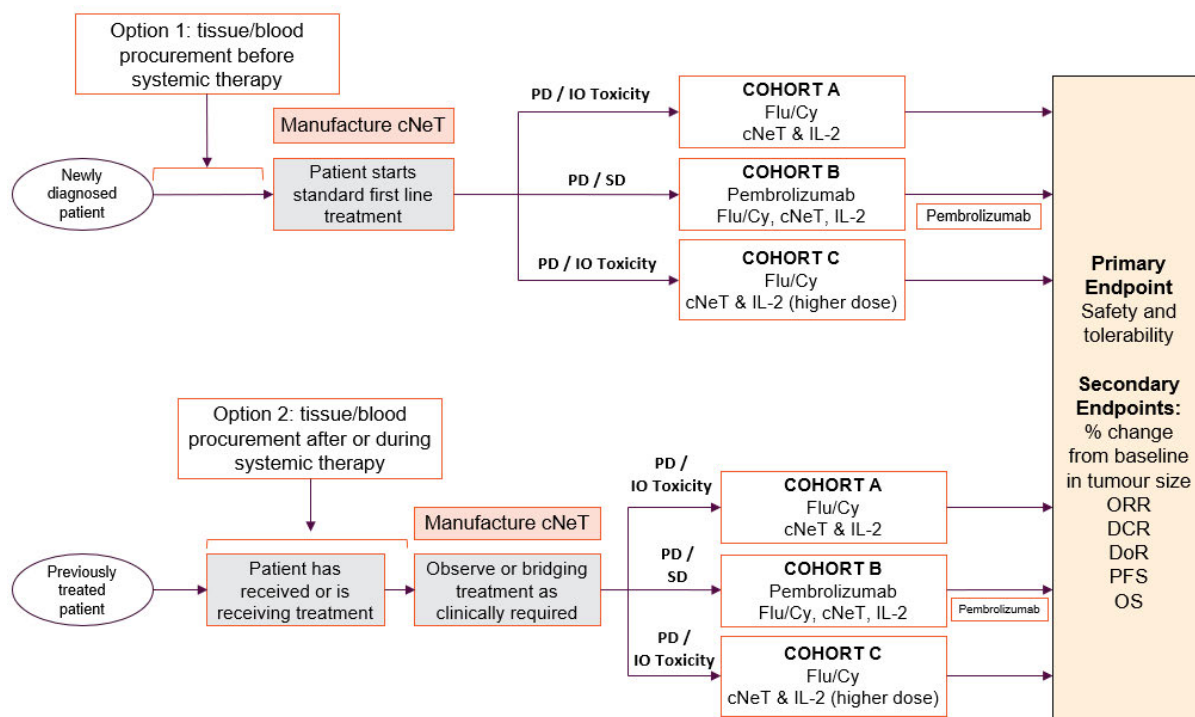 Option 1: tissue/blood
procurement before
systemic therapy
Manufacture cNeT
Newly
diagnosed
patient
Patient starts
standard first line
treatment
PD / IO Toxicity
COHORT A
Flu/Cy
cNeT & IL-2
PD / SD
COHORT B
Pembrolizumab
Flu/Cy, cNeT, IL-2
Pembrolizumab
PD / IO Toxicity
COHORT C
Flu/Cy
cNeT & IL-2 (higher dose)
Option 2: tissue/blood
procurement after or during
systemic therapy
Manufacture cNeT
Previously
treated
patient
Patient has
received or is
receiving treatment
Observe or bridging
treatment as
clinically required
PD /
IO Toxicity
COHORT A
Flu/Cy
cNeT & IL-2
PD /
SD
COHORT B
Pembrolizumab
Flu/Cy, cNeT, IL-2
Pembrolizumab
PD /
IO Toxicity
COHORT C
Flu/Cy
cNeT & IL-2 (higher dose)
Primary
Endpoint
Safety and
tolerability
Secondary
Endpoints:
% change
from baseline
in tumour size
ORR
DCR
DoR
PFS
OS